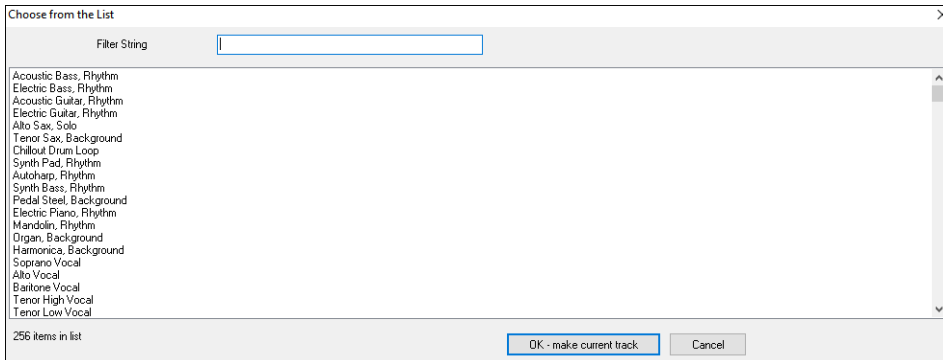 Choose from the List
Filter String
Acoustic Bass, Rhythm
Electric Bass, Rhythm
Acoustic Guitar, Rhythm
Electric Guitar, Rhythm
Alto Sax, Solo
Tenor Sax, Background
Chillout Drum Loop
Synth Pad, Rhythm
Autoharp, Rhythm
Synth Bass, Rhythm
Pedal Steel, Background
Electric Piano, Rhythm
Mandolin, Rhythm
Organ, Background
Harmonica, Background
Soprano Vocal
Alto Vocal
Baritone Vocal
Tenor High Vocal
Tenor Low Vocal
256 items in list
OK - make current track
Cancel